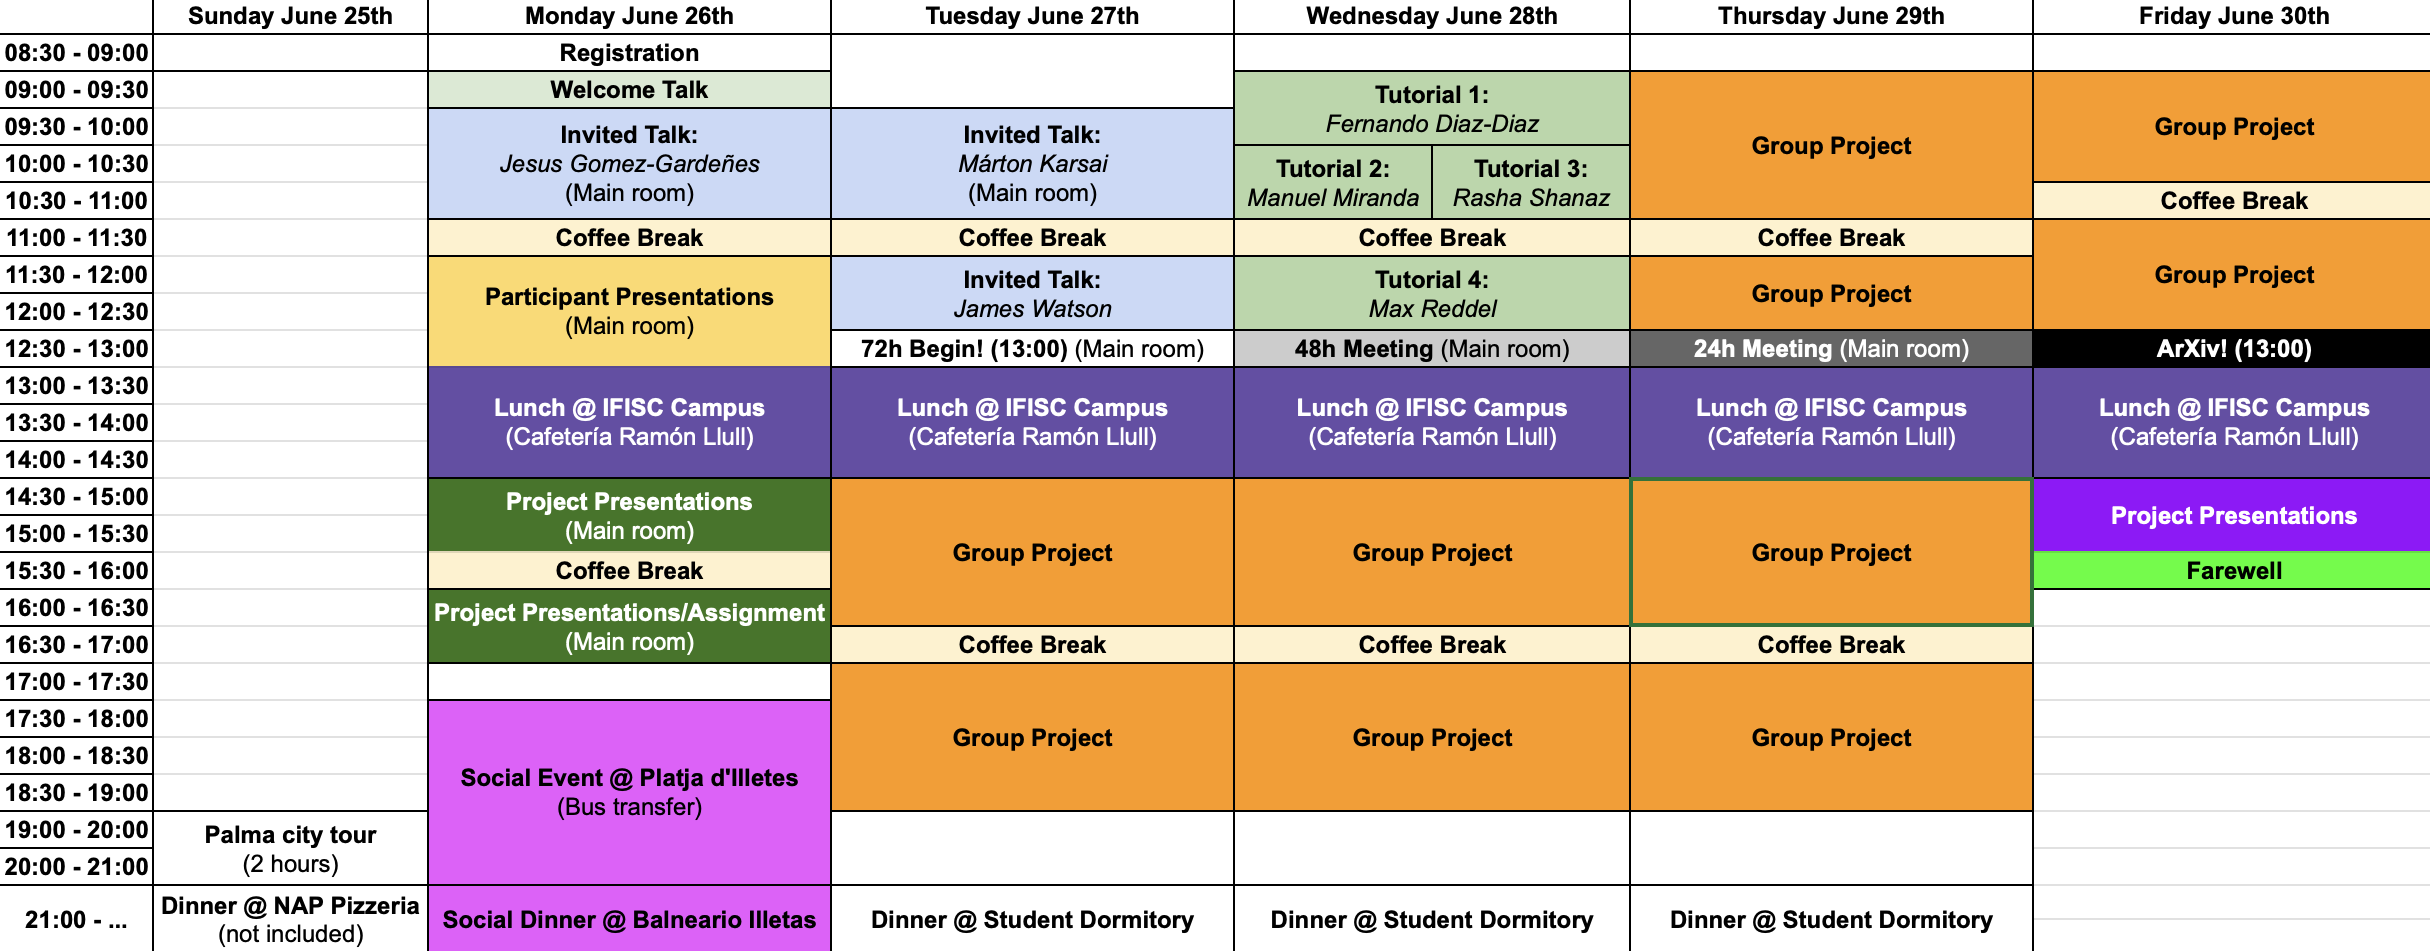 Sunday June 25th
Monday June 26th
Tuesday June 27th
Wednesday June 28th
Thursday June 29th
Friday June 30th
08:30 - 09:00
Registration
09:00 - 09:30
Welcome Talk
Tutorial 1:
Fernando Diaz-Diaz
Group Project
Group Project
09:30 - 10:00
Invited Talk:
Jesus Gomez-Gardeñes
(Main room)
Invited Talk:
Márton Karsai
(Main room)
10:00 - 10:30
Tutorial 2:
Manuel Miranda
Tutorial 3:
Rasha Shanaz
10:30 - 11:00
Coffee Break
11:00 - 11:30
Coffee Break
Coffee Break
Coffee Break
Coffee Break
Group Project
11:30 - 12:00
Participant Presentations
(Main room)
Invited Talk:
James Watson
Tutorial 4:
Max Reddel
Group Project
12:00 - 12:30
12:30 - 13:00
72h Begin! (13:00) (Main room)
48h Meeting (Main room)
24h Meeting (Main room)
ArXiv! (13:00)
13:00 - 13:30
Lunch @ IFISC Campus
(Cafetería Ramón Llull)
Lunch @ IFISC Campus
(Cafetería Ramón Llull)
Lunch @ IFISC Campus
(Cafetería Ramón Llull)
Lunch @ IFISC Campus
(Cafetería Ramón Llull)
Lunch @ IFISC Campus
(Cafetería Ramón Llull)
13:30 - 14:00
14:00 - 14:30
14:30 - 15:00
Project Presentations
(Main room)
Group Project
Group Project
Group Project
Project Presentations
15:00 - 15:30
15:30 - 16:00
Coffee Break
Farewell
16:00 - 16:30
Project Presentations/Assignment
(Main room)
16:30 - 17:00
Coffee Break
Coffee Break
Coffee Break
17:00 - 17:30
Group Project
Group Project
Group Project
17:30 - 18:00
Social Event @ Platja d'Illetes
(Bus transfer)
18:00 - 18:30
18:30 - 19:00
19:00 - 20:00
Palma city tour
(2 hours)
20:00 - 21:00
21:00 - ...
Dinner @ NAP Pizzeria
(not included)
Social Dinner @ Balneario Illetas
Dinner @ Student Dormitory
Dinner @ Student Dormitory
Dinner @ Student Dormitory